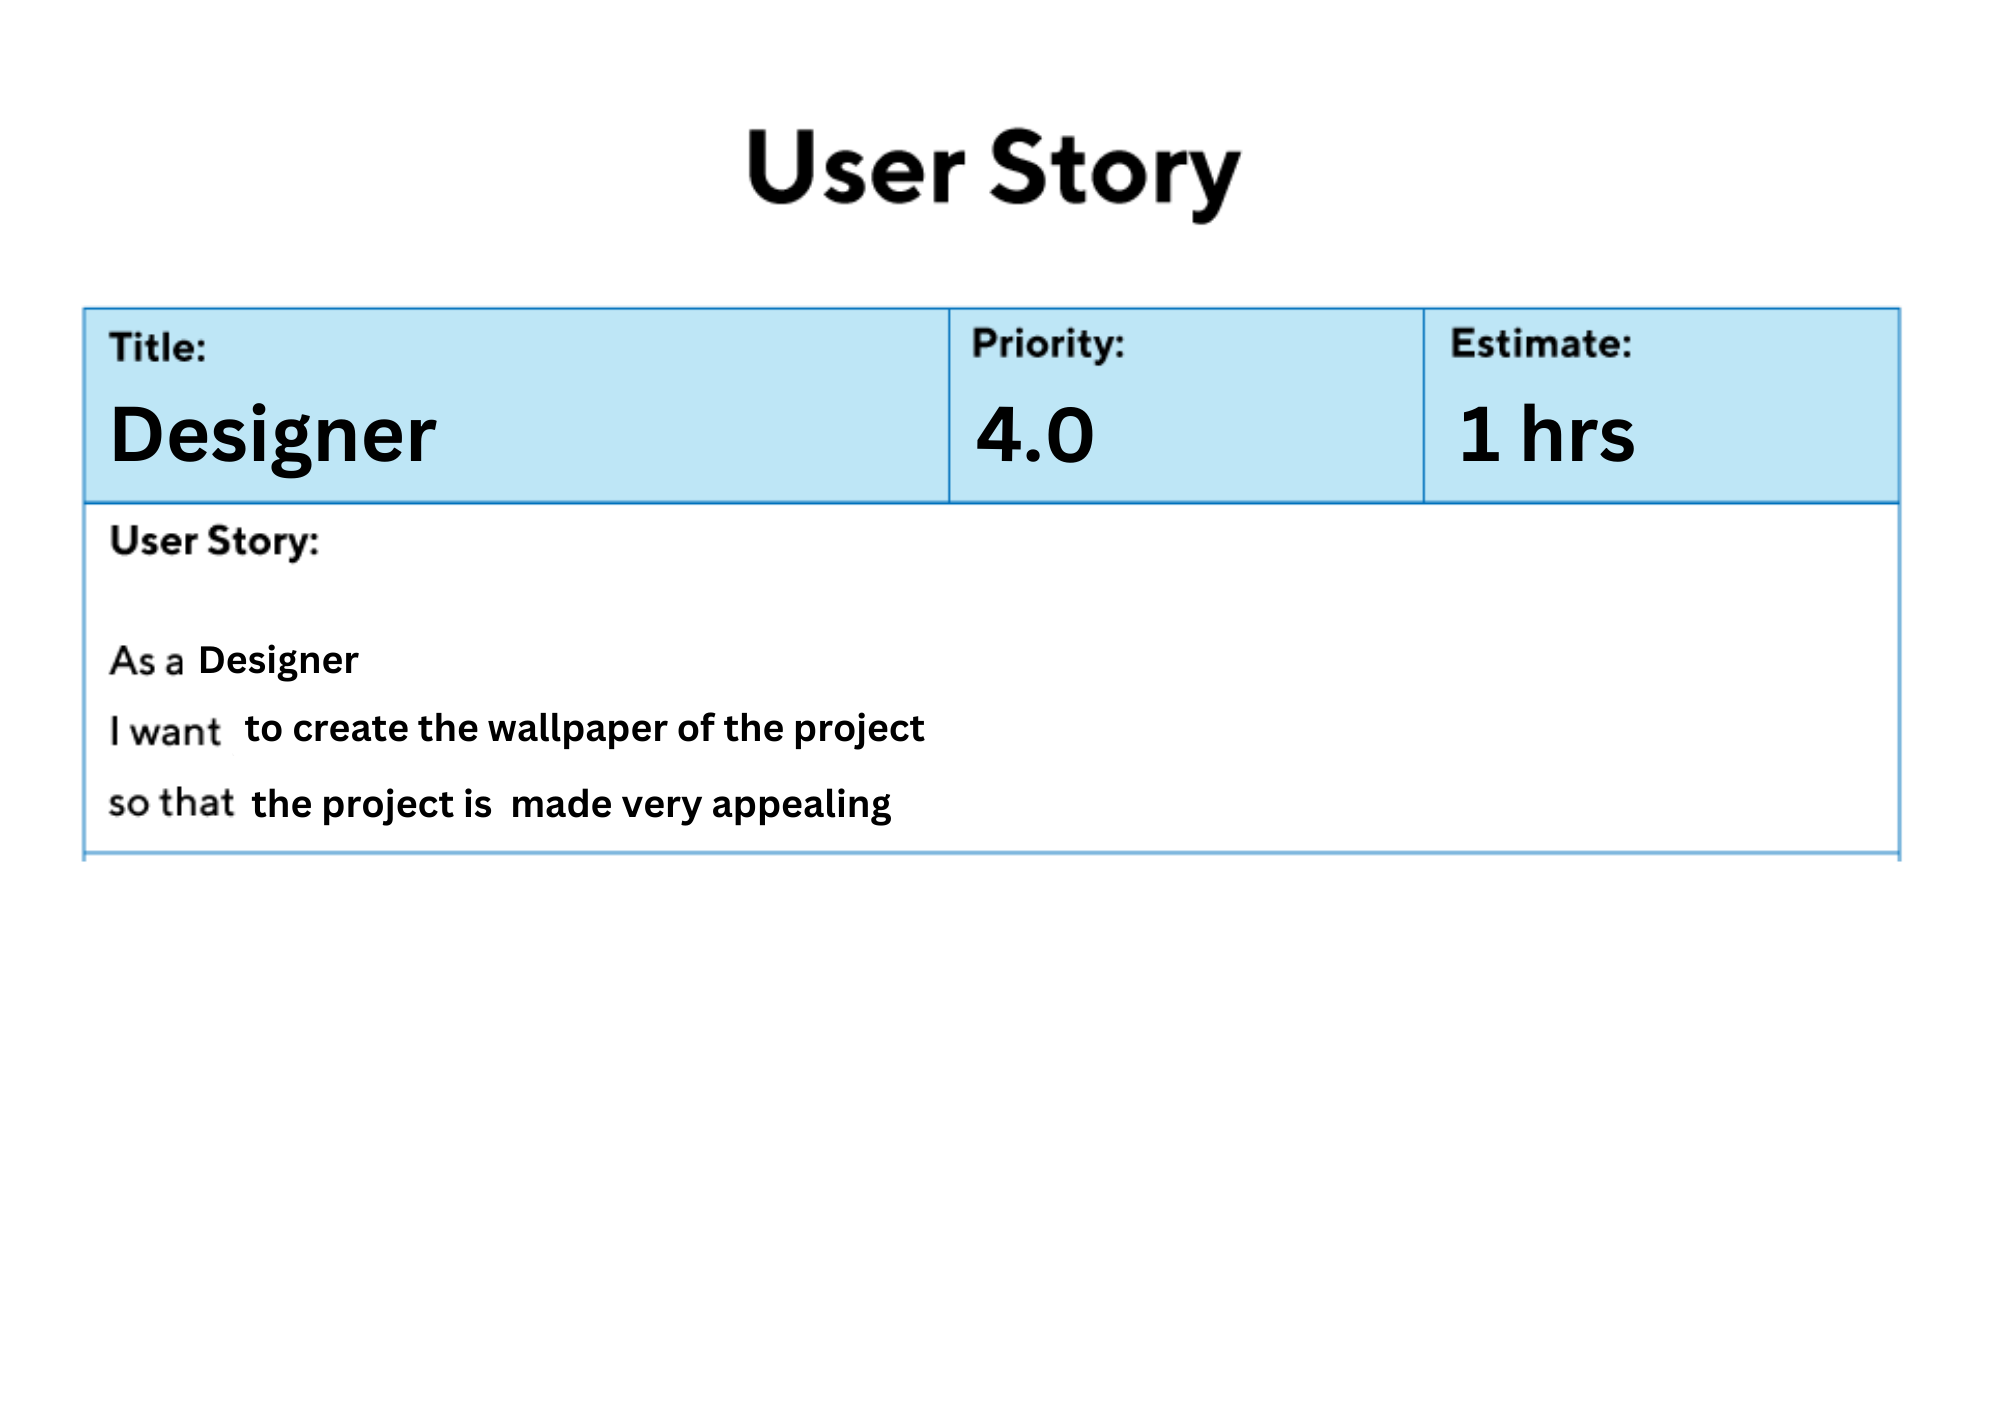 User Story
Title:
Designer
Priority:
4.0
Estimate:
1 hrs
User Story:
As a Designer
I want to create the wallpaper of the project
so that the project is made very appealing